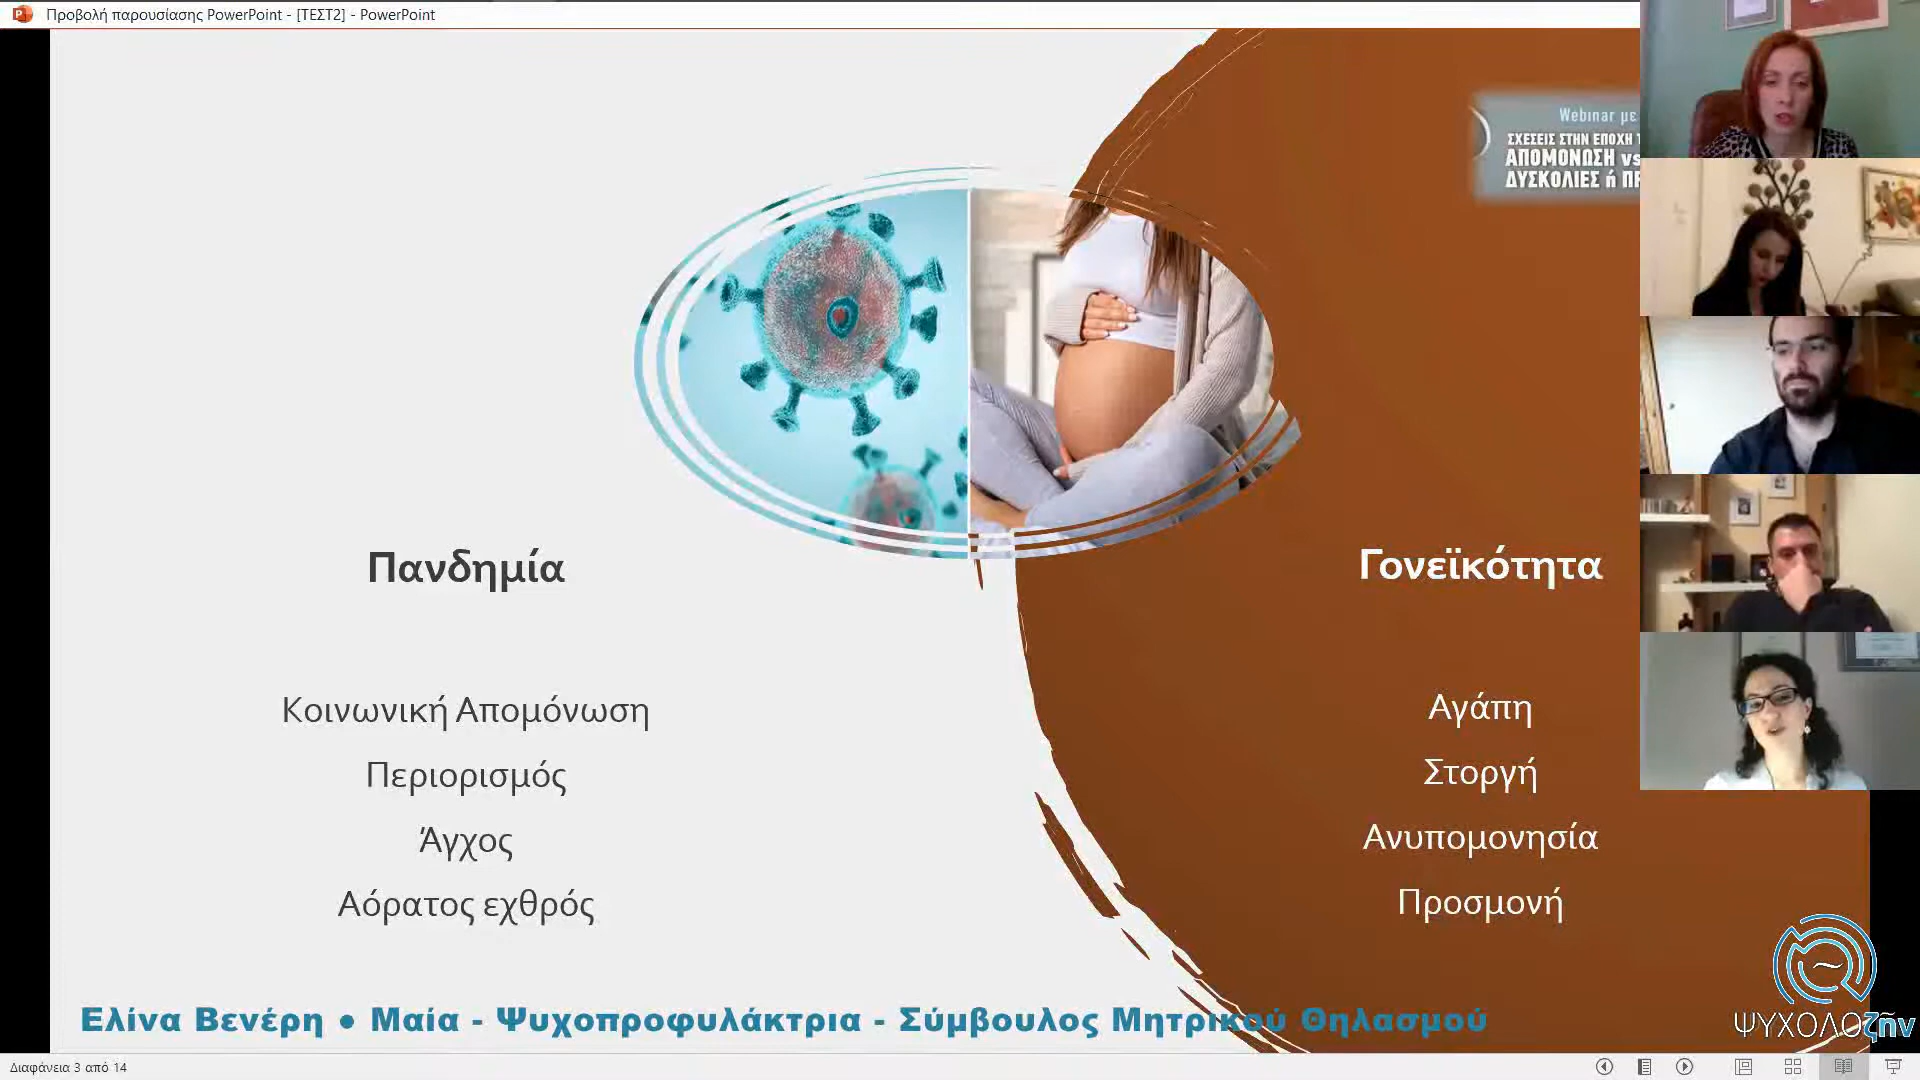 Προβολή παρουσίασης PowerPoint - [ΤΕΣΤ2] - PowerPoint
Webinar με
ΣΧΕΣΕΙΣ ΣΤΗΝ ΕΠΟΧΗ
ΑΠΟΜΟΝΩΣΗ vs
ΔΥΣΚΟΛΙΕΣ ή
Πανδημία
Κοινωνική Απομόνωση
Περιορισμός
Άγχος
Αόρατος εχθρός
Γονεϊκότητα
Αγάπη
Στοργή
Ανυπομονησία
Προσμονή
Ελίνα Βενέρη ● Μαία - Ψυχοπροφυλάκτρια - Σύμβουλος Μητρικού Θηλασμού
ΨΥΧΟΛΟζῆν
Διαφάνεια 3 από 14